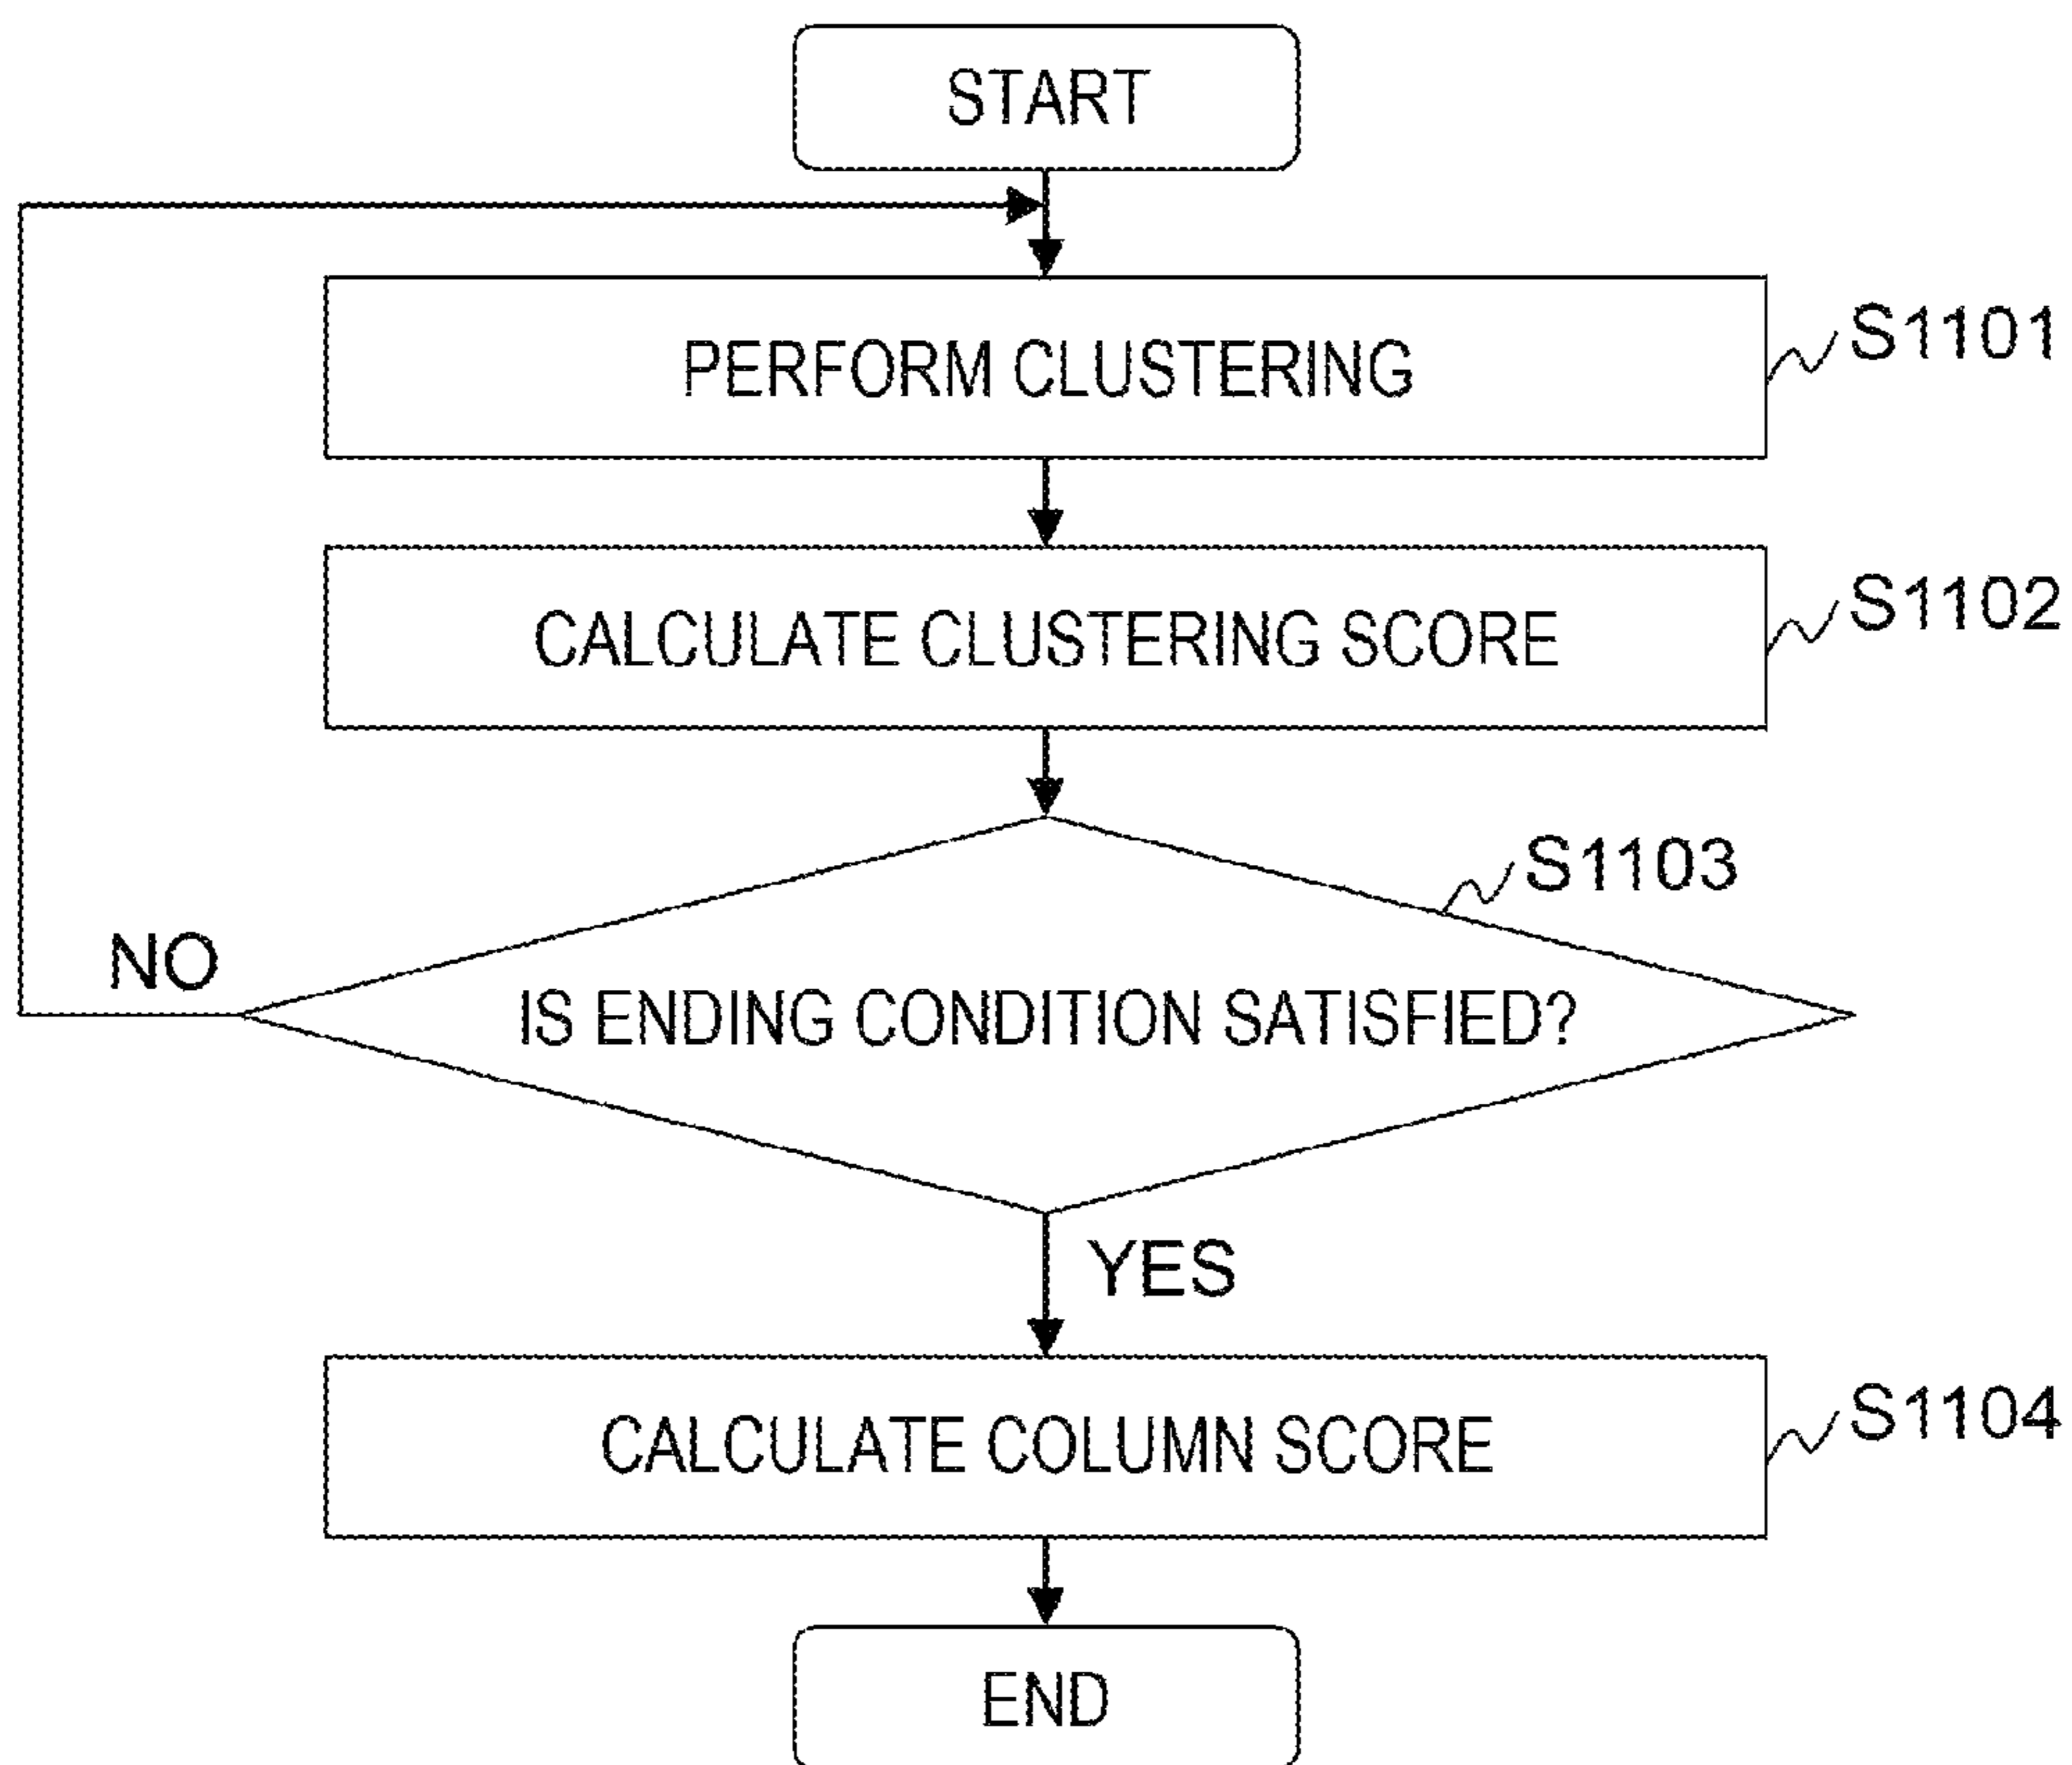 START
PERFORM CLUSTERING
S1101
CALCULATE CLUSTERING SCORE
S1102
S1103
NO
IS ENDING CONDITION SATISFIED?
YES
CALCULATE COLUMN SCORE
S1104
END